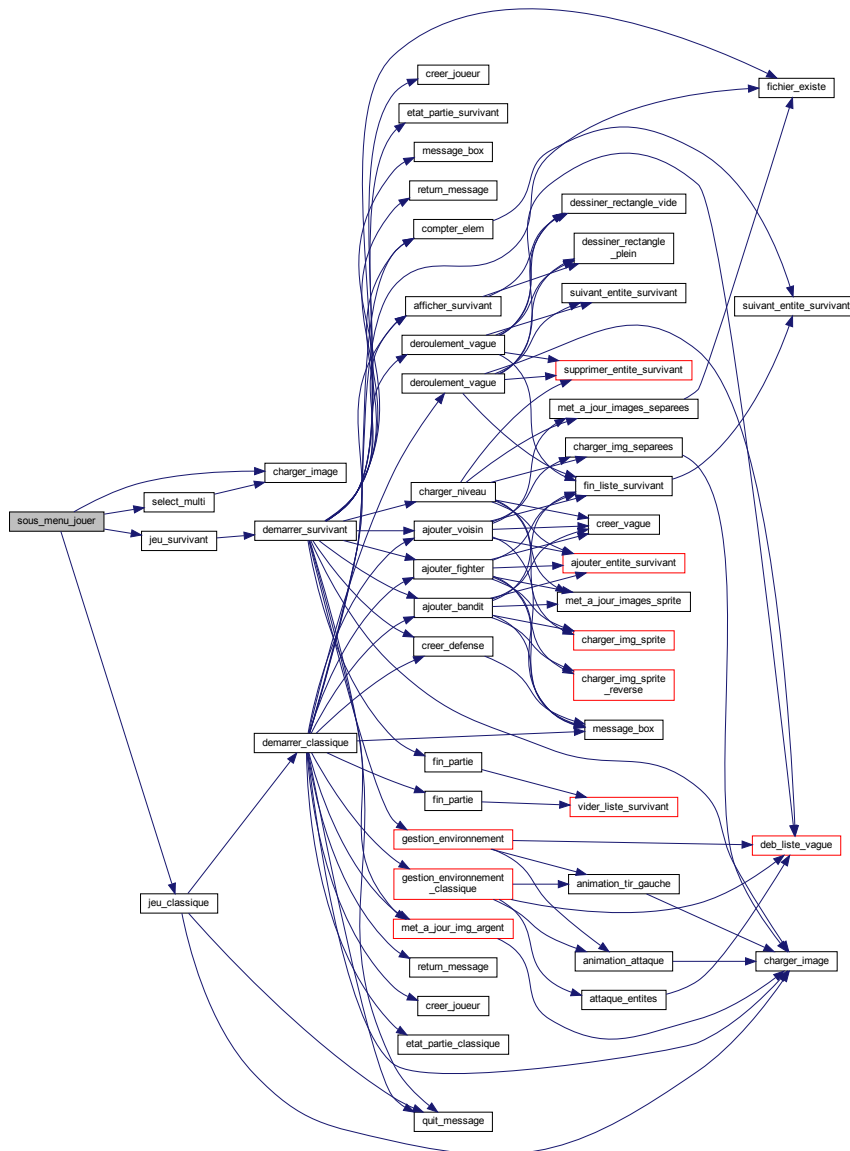 sous_menu_jouer
charger_image
select_multi
jeu_survivant
jeu_classique
demarrer_survivant
demarrer_classique
creer_joueur
etat_partie_survivant
message_box
return_message
compter_elem
afficher_survivant
deroulement_vague
deroulement_vague
charger_niveau
ajouter_voisin
ajouter_fighter
ajouter_bandit
creer_defense
fin_partie
fin_partie
gestion_environnement
gestion_environnement
_classique
met_a_jour_img_argent
return_message
creer_joueur
etat_partie_classique
quit_message
dessiner_rectangle_vide
dessiner_rectangle
_plein
suivant_entite_survivant
supprimer_entite_survivant
met_a_jour_images_separees
charger_img_separees
fin_liste_survivant
creer_vague
ajouter_entite_survivant
met_a_jour_images_sprite
charger_img_sprite
charger_img_sprite
_reverse
message_box
vider_liste_survivant
animation_tir_gauche
animation_attaque
attaque_entites
fichier_existe
suivant_entite_survivant
deb_liste_vague
charger_image